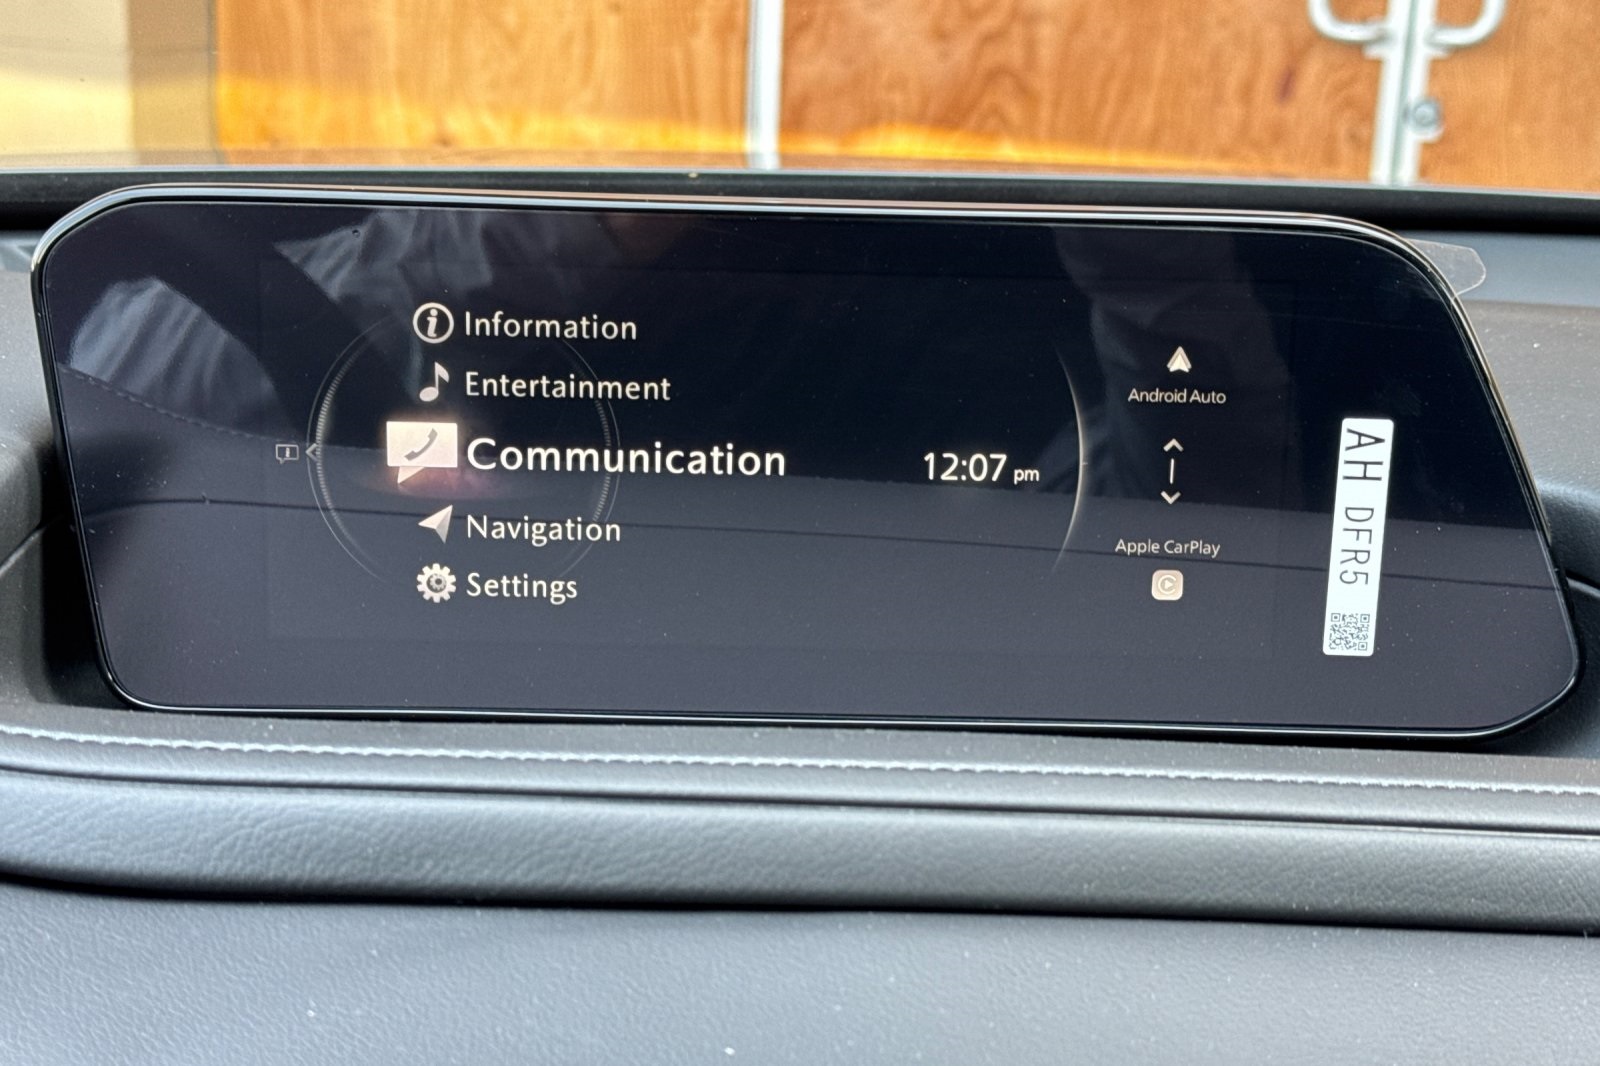 Information
Entertainment
Communication
12:07 pm
Navigation
Settings
Android Auto
Apple CarPlay
AH DFR5